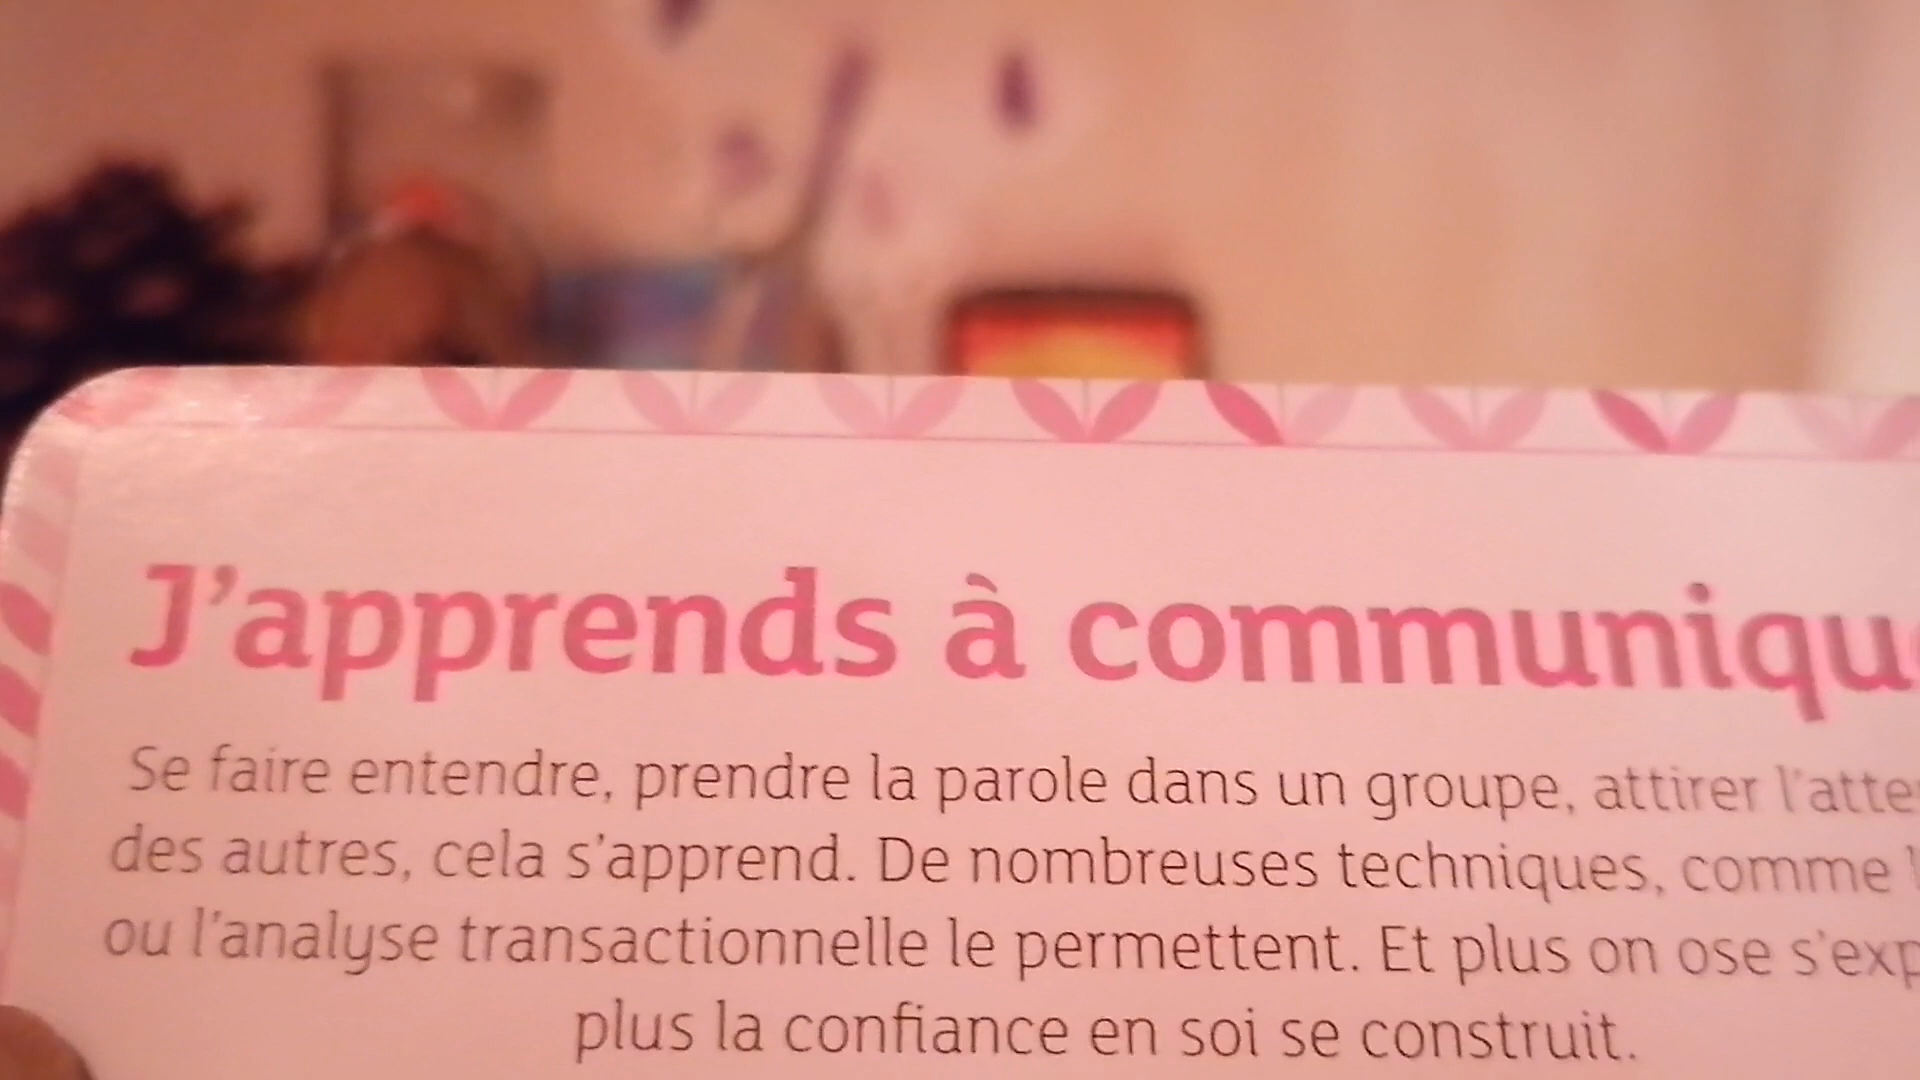 J'apprends à communique
Se faire entendre, prendre la parole dans un groupe, attirer l'atte
des autres, cela s'apprend. De nombreuses techniques, comme l
ou l'analyse transactionnelle le permettent. Et plus on ose s'exp
plus la confiance en soi se construit.